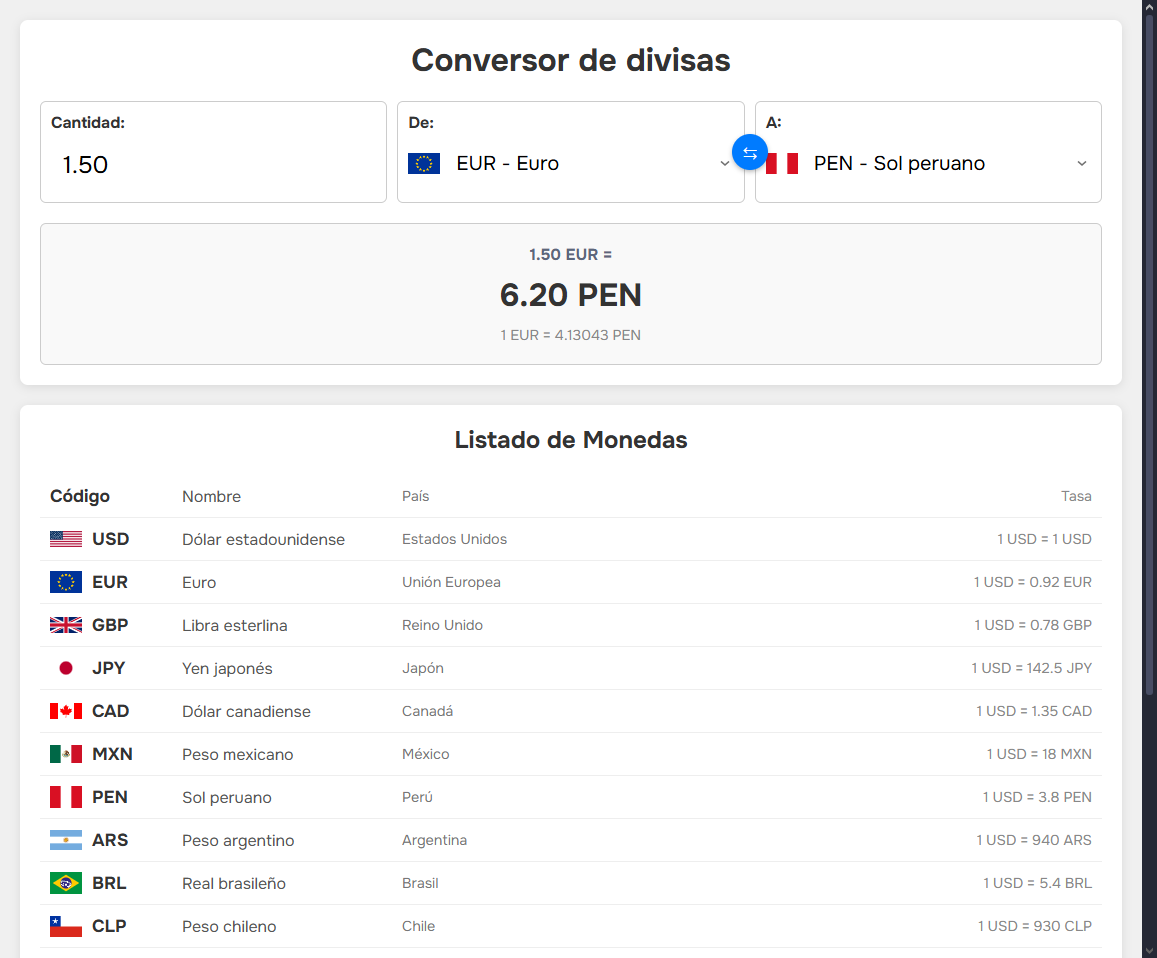 Conversor de divisas
Cantidad:
1.50
De:
EUR - Euro
A:
PEN - Sol peruano
1.50 EUR =
6.20 PEN
1 EUR = 4.13043 PEN
Listado de Monedas
Código Nombre País Tasa
USD Dólar estadounidense Estados Unidos 1 USD = 1 USD
EUR Euro Unión Europea 1 USD = 0.92 EUR
GBP Libra esterlina Reino Unido 1 USD = 0.78 GBP
JPY Yen japonés Japón 1 USD = 142.5 JPY
CAD Dólar canadiense Canadá 1 USD = 1.35 CAD
MXN Peso mexicano México 1 USD = 18 MXN
PEN Sol peruano Perú 1 USD = 3.8 PEN
ARS Peso argentino Argentina 1 USD = 940 ARS
BRL Real brasileño Brasil 1 USD = 5.4 BRL
CLP Peso chileno Chile 1 USD = 930 CLP